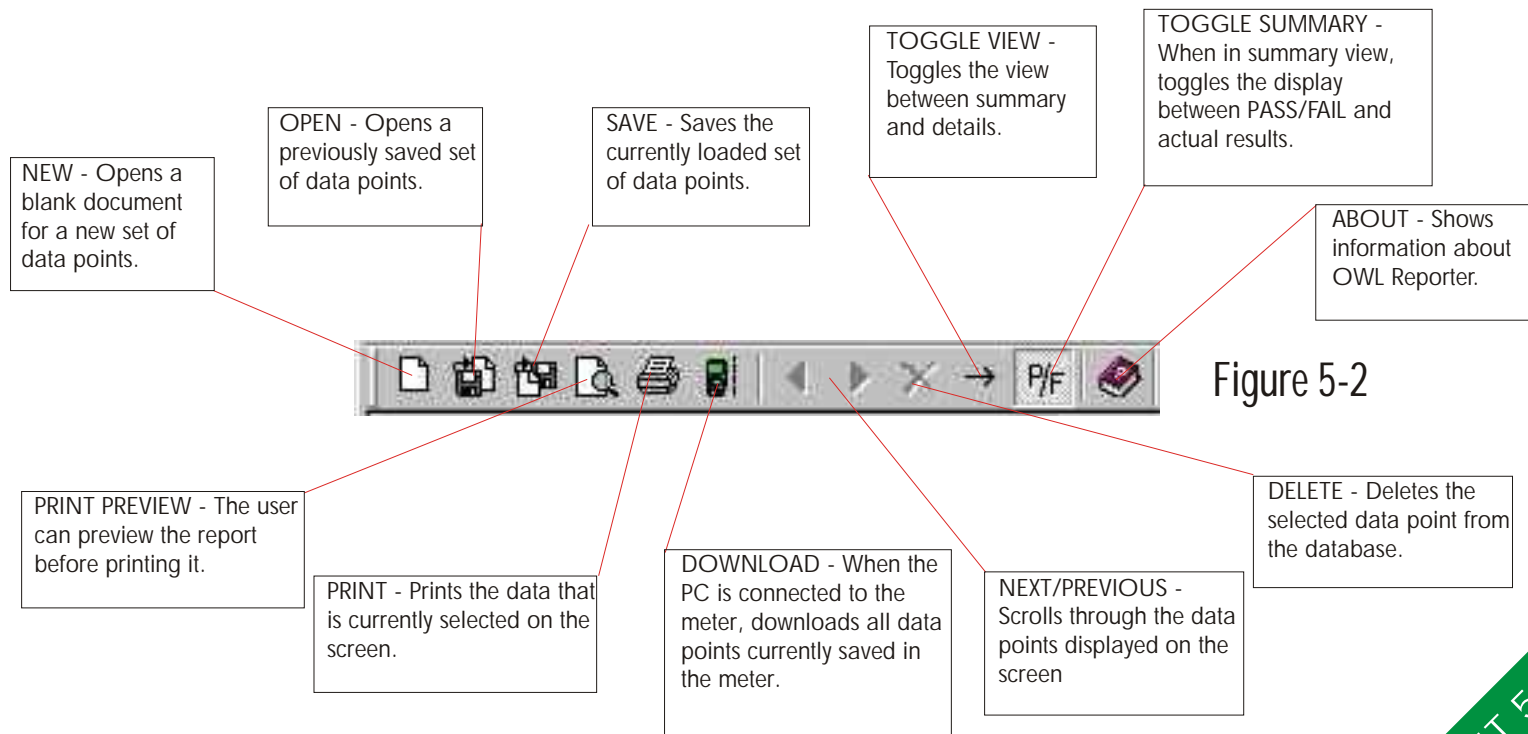 TOGGLE VIEW -
Toggles the view
between summary
and details.
TOGGLE SUMMARY -
When in summary view,
toggles the display
between PASS/FAIL and
actual results.
OPEN - Opens a
previously saved set
of data points.
SAVE - Saves the
currently loaded set
of data points.
NEW - Opens a
blank document
for a new set of
data points.
ABOUT - Shows
information about
OWL Reporter.
P/F
Figure 5-2
PRINT PREVIEW - The user
can preview the report
before printing it.
PRINT - Prints the data that
is currently selected on the
screen.
DOWNLOAD - When the
PC is connected to the
meter, downloads all data
points currently saved in
the meter.
NEXT/PREVIOUS -
Scrolls through the data
points displayed on the
screen
DELETE - Deletes the
selected data point from
the database.